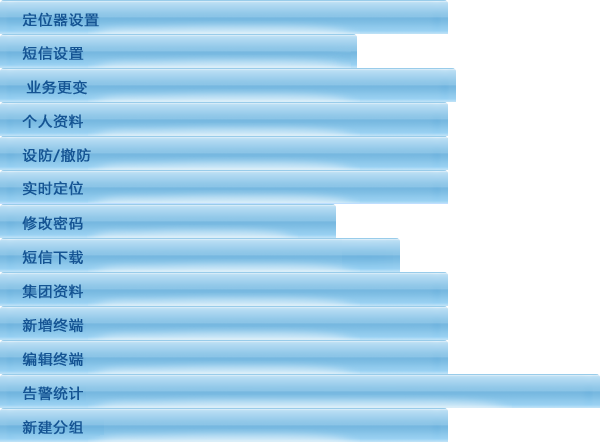 定位器设置
短信设置
业务更变
个人资料
设防/撤防
实时定位
修改密码
短信下载
集团资料
新增终端
编辑终端
告警统计
新建分组